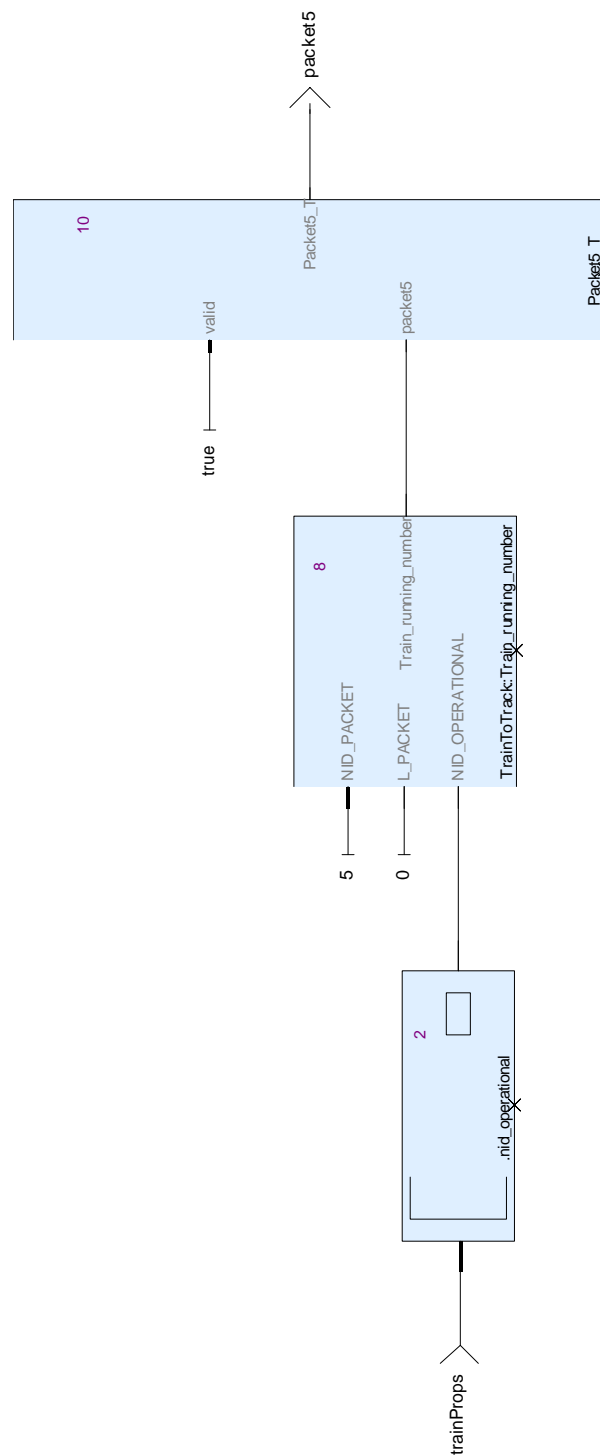 trainProps
2
.nid_operational
5
0
8
NID_PACKET
L_PACKET
Train_running_number
NID_OPERATIONAL
TrainToTrack::Train_running_number
true
10
valid
Packet5_T
packet5
Packet5_T
packet5